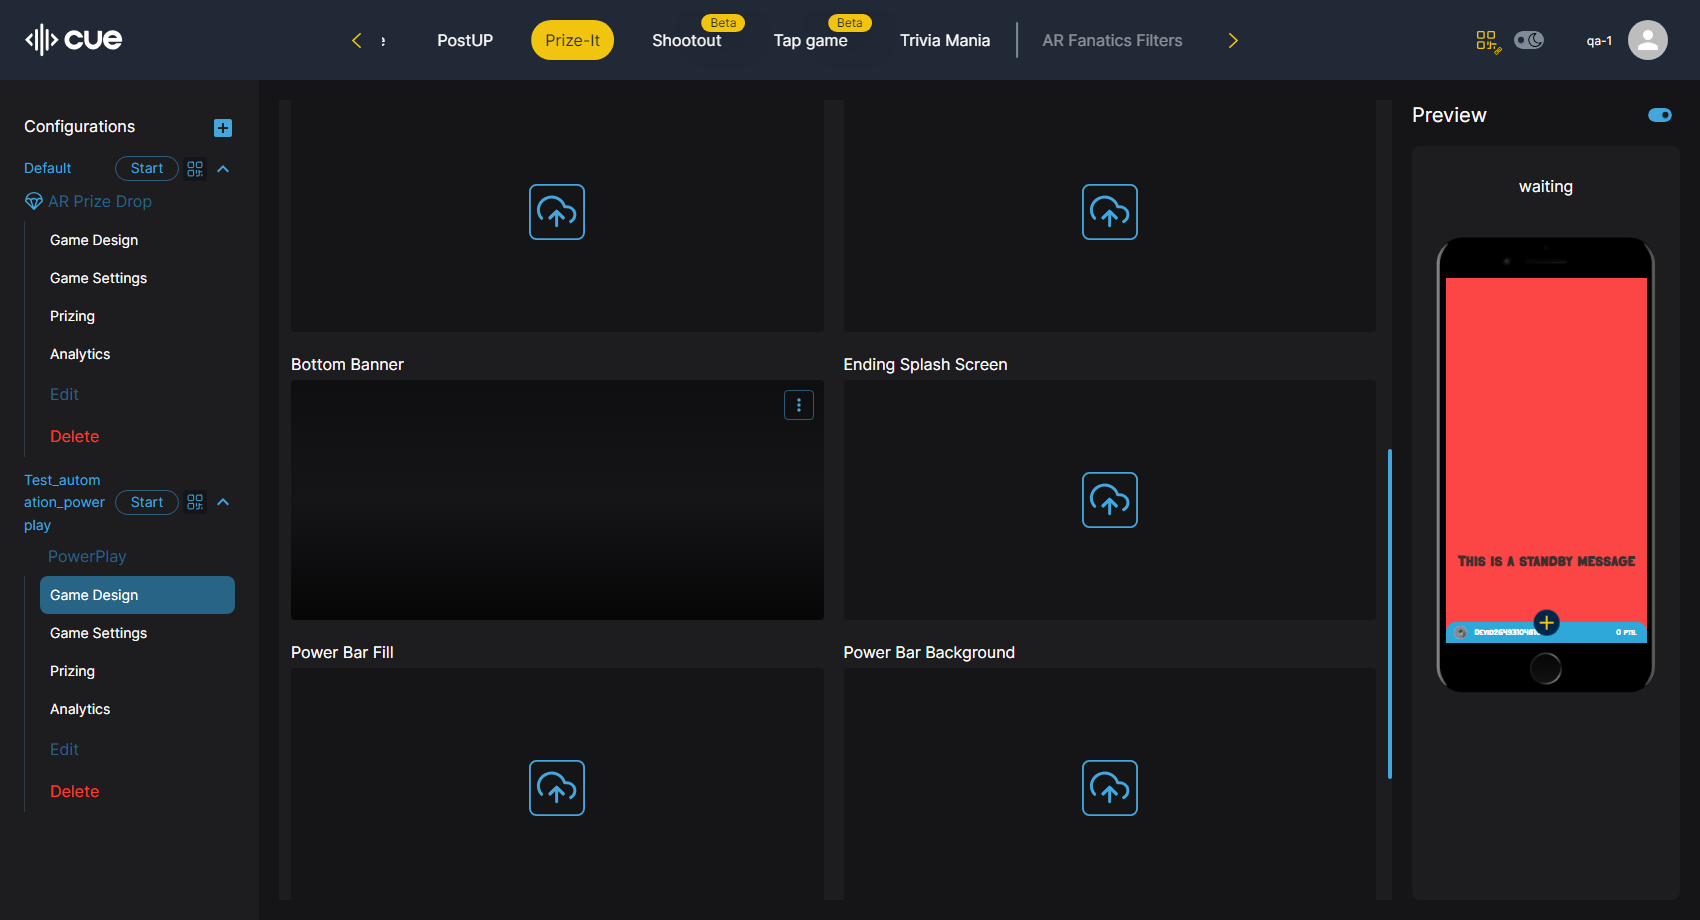 cue
PostUP
Prize-It
Shootout
Beta
Tap game
Beta
Trivia Mania
AR Fanatics Filters
qa-1
Configurations
Default
Start
AR Prize Drop
Game Design
Game Settings
Prizing
Analytics
Edit
Delete
Test_autom
ation_power
play
Start
PowerPlay
Game Design
Game Settings
Prizing
Analytics
Edit
Delete
Bottom Banner
Ending Splash Screen
Power Bar Fill
Power Bar Background
Preview
waiting
This is a standby message
0 pts.